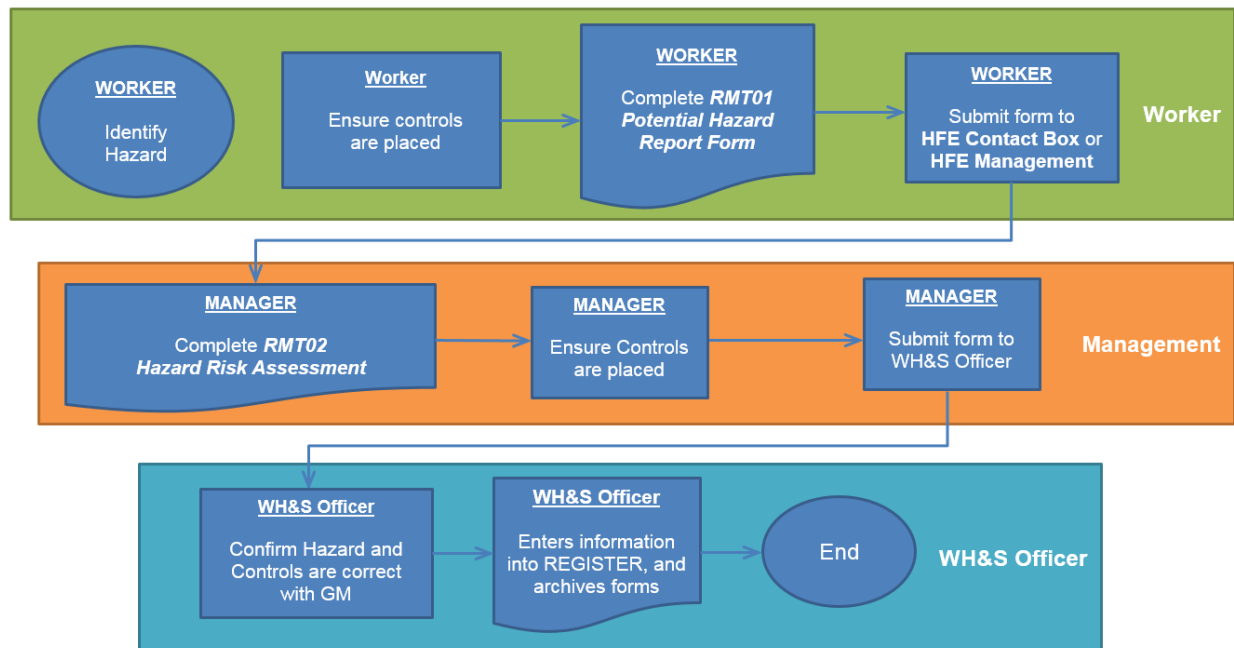 WORKER
Identify
Hazard
Worker
Ensure controls
are placed
WORKER
Complete RMT01
Potential Hazard
Report Form
WORKER
Submit form to
HFE Contact Box or
HFE Management
Worker
MANAGER
Complete RMT02
Hazard Risk Assessment
MANAGER
Ensure Controls
are placed
MANAGER
Submit form to
WH&S Officer
Management
WH&S Officer
Confirm Hazard and
Controls are correct
with GM
WH&S Officer
Enters information
into REGISTER, and
archives forms
End
WH&S Officer